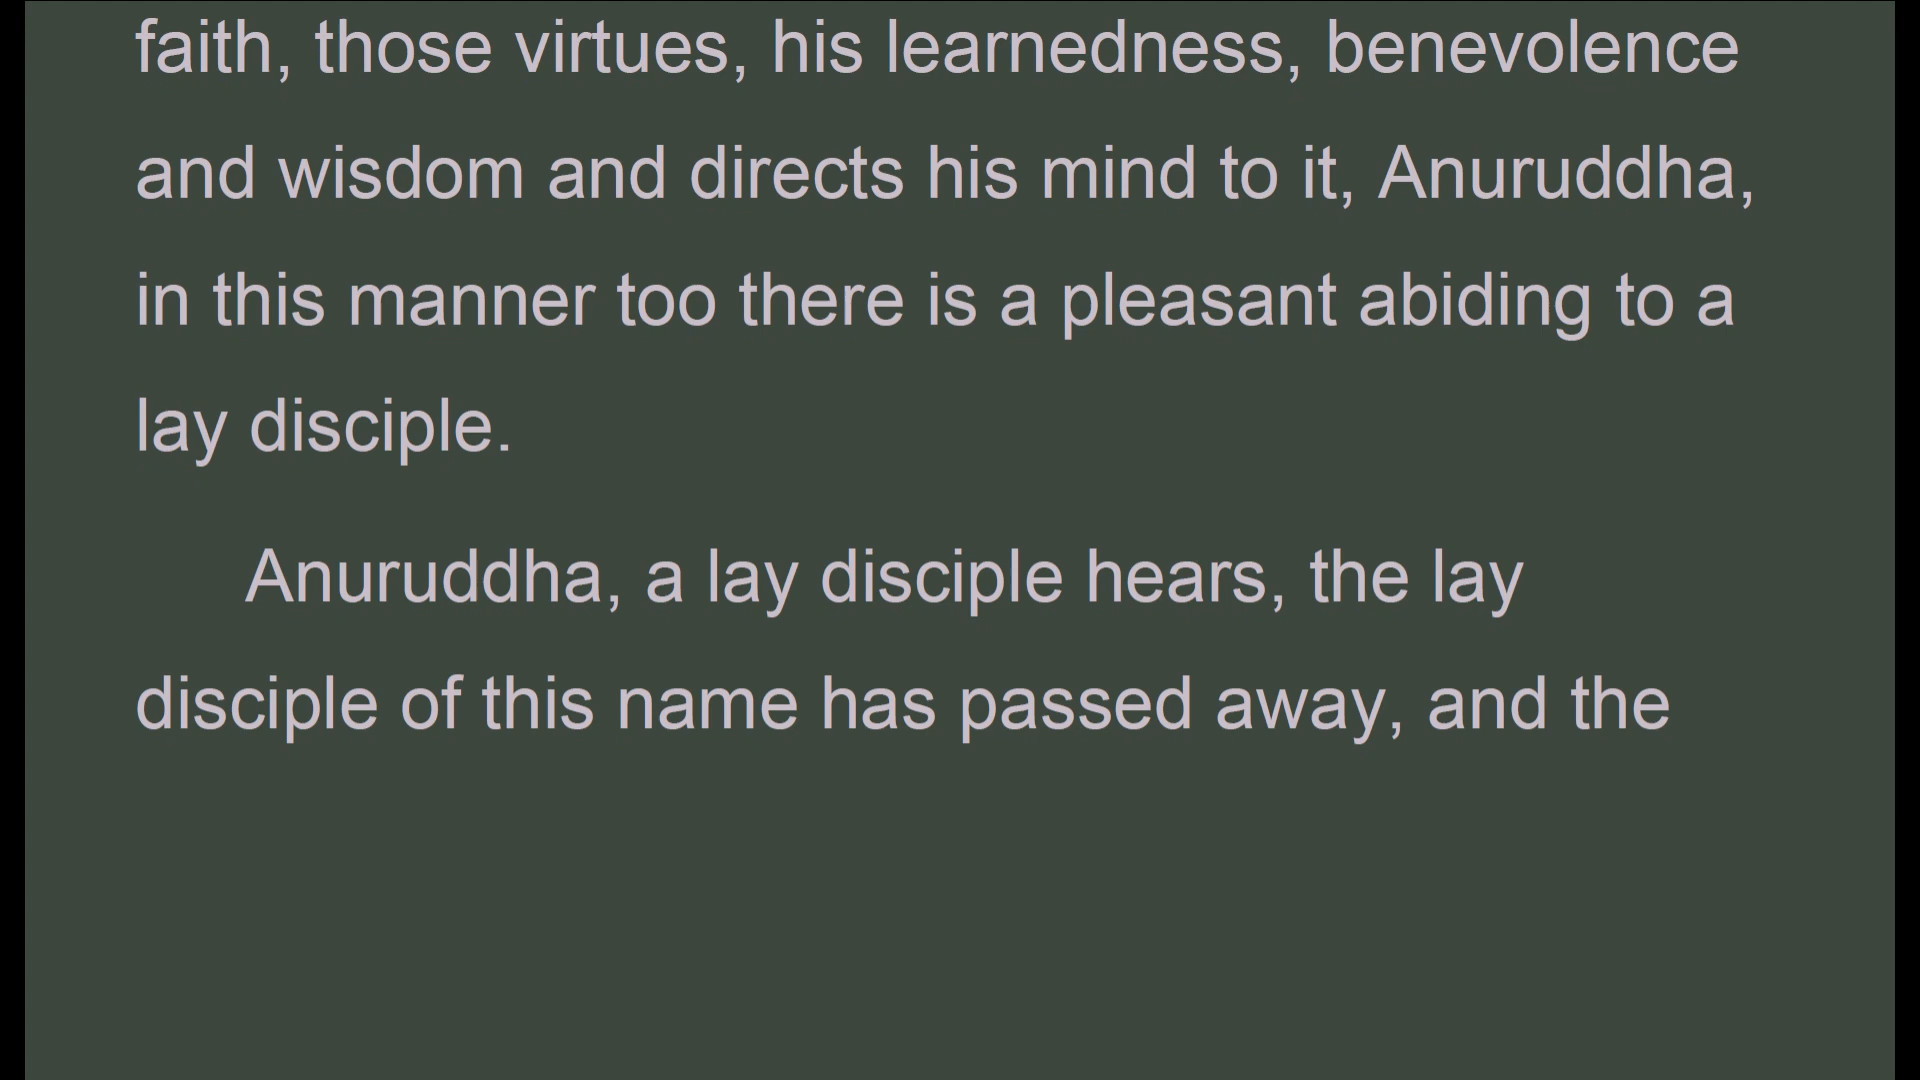 faith, those virtues, his learnedness, benevolence
and wisdom and directs his mind to it, Anuruddha,
in this manner too there is a pleasant abiding to a
lay disciple.
Anuruddha, a lay disciple hears, the lay
disciple of this name has passed away, and the